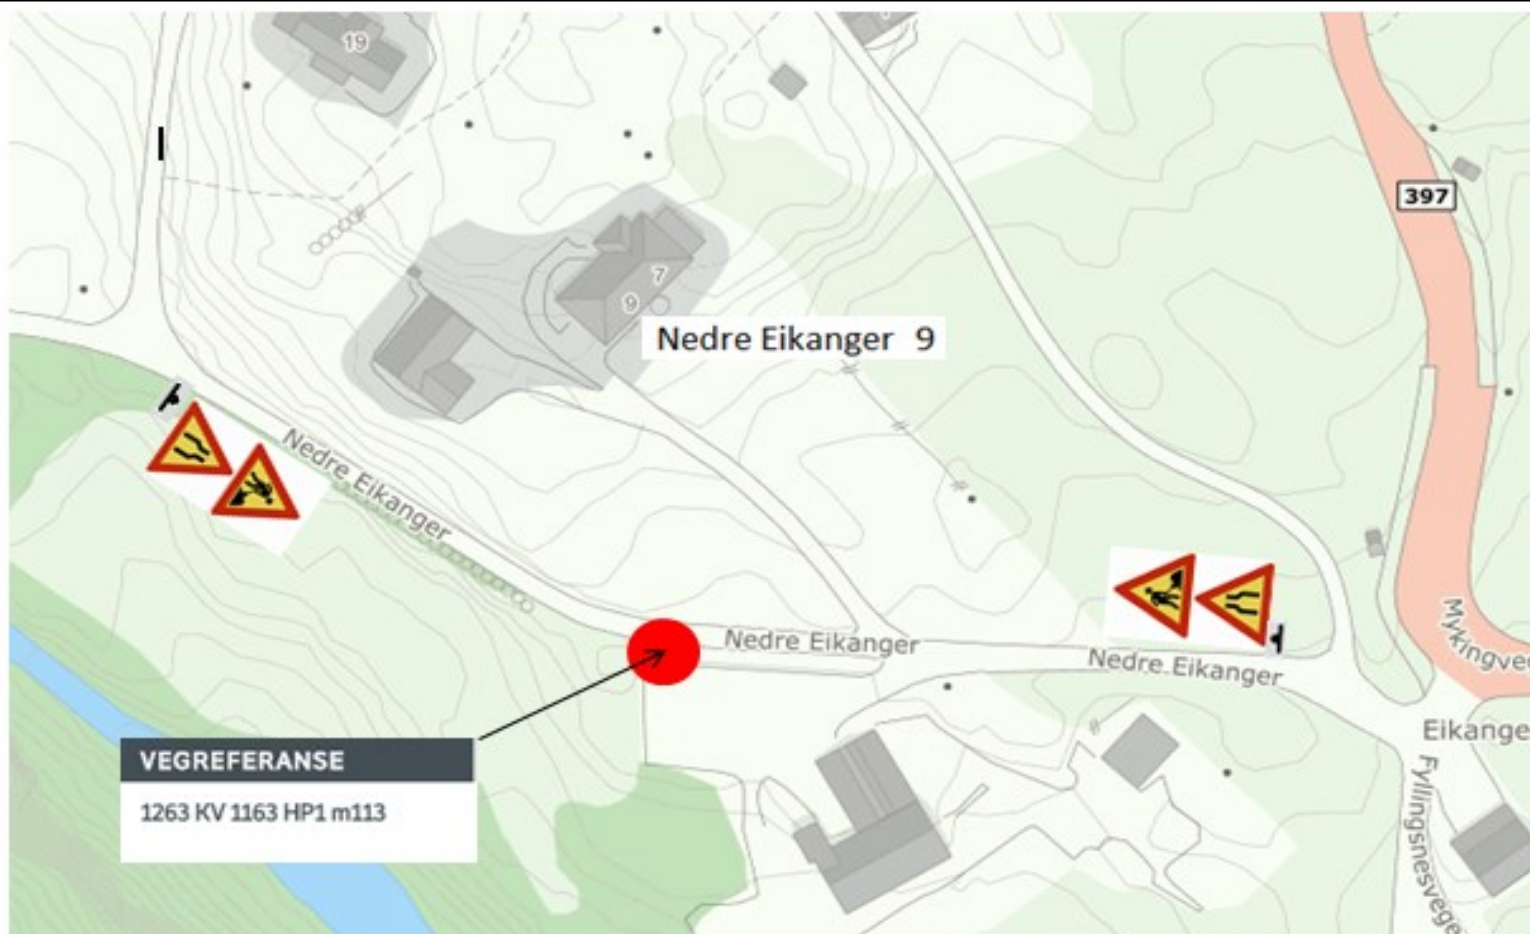 19
397
7
9
Nedre Eikanger 9
Nedre Eikanger
Nedre Eikanger
Nedre Eikanger
Mykingve
Eikange
Fyllingsnesvege
VEGREFERANSE
1263 KV 1163 HP1 m113